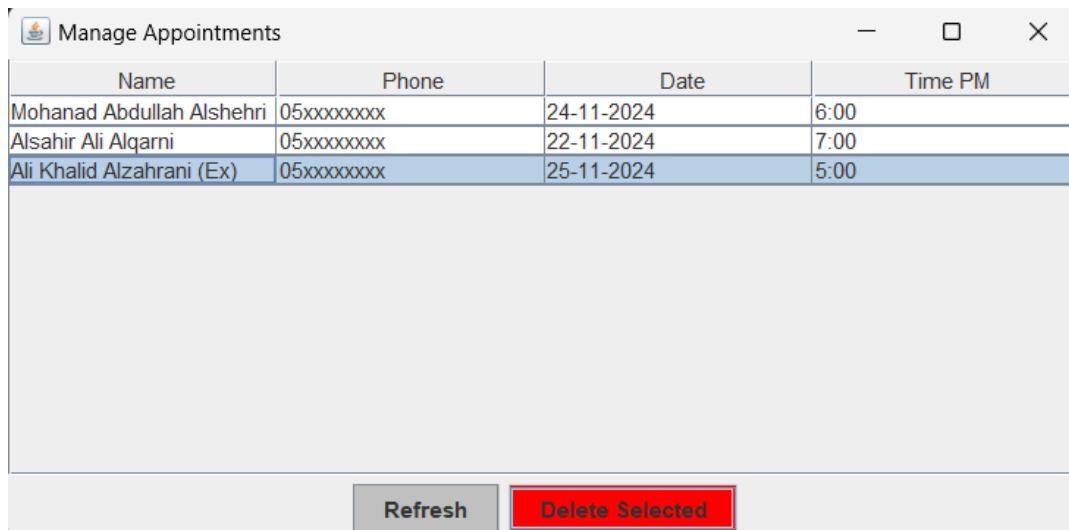 Manage Appointments
Name Phone Date Time PM
Mohanad Abdullah Alshehri 05xxxxxxxx 24-11-2024 6:00
Alsahir Ali Alqarni 05xxxxxxxx 22-11-2024 7:00
Ali Khalid Alzahrani (Ex) 05xxxxxxxx 25-11-2024 5:00
Refresh Delete Selected